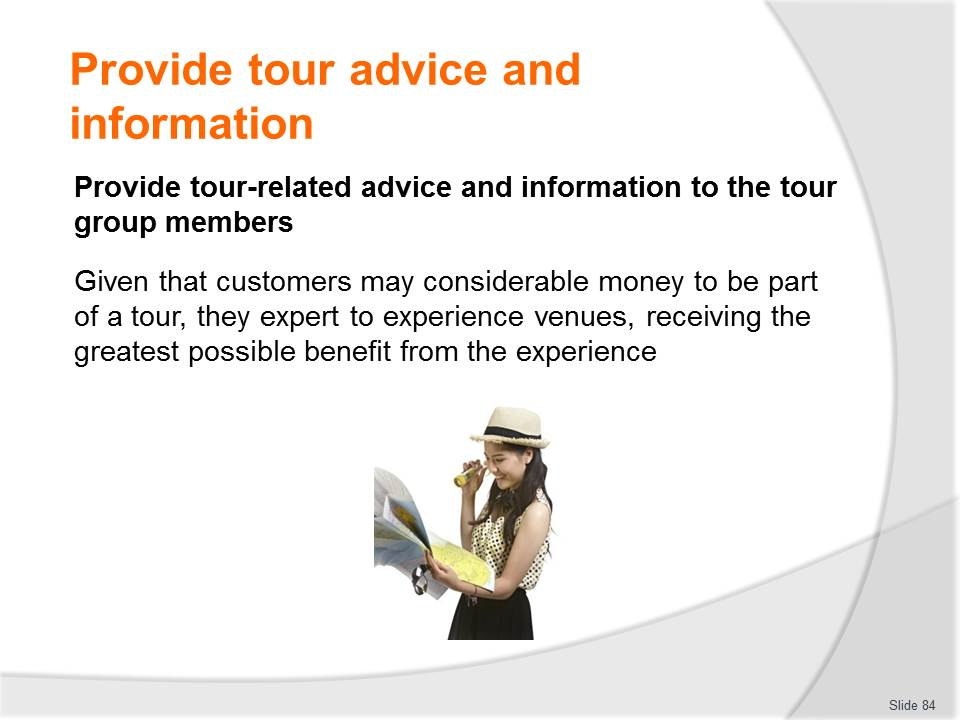 Provide tour advice and
information
Provide tour-related advice and information to the tour
group members
Given that customers may considerable money to be part
of a tour, they expert to experience venues, receiving the
greatest possible benefit from the experience
Slide 84